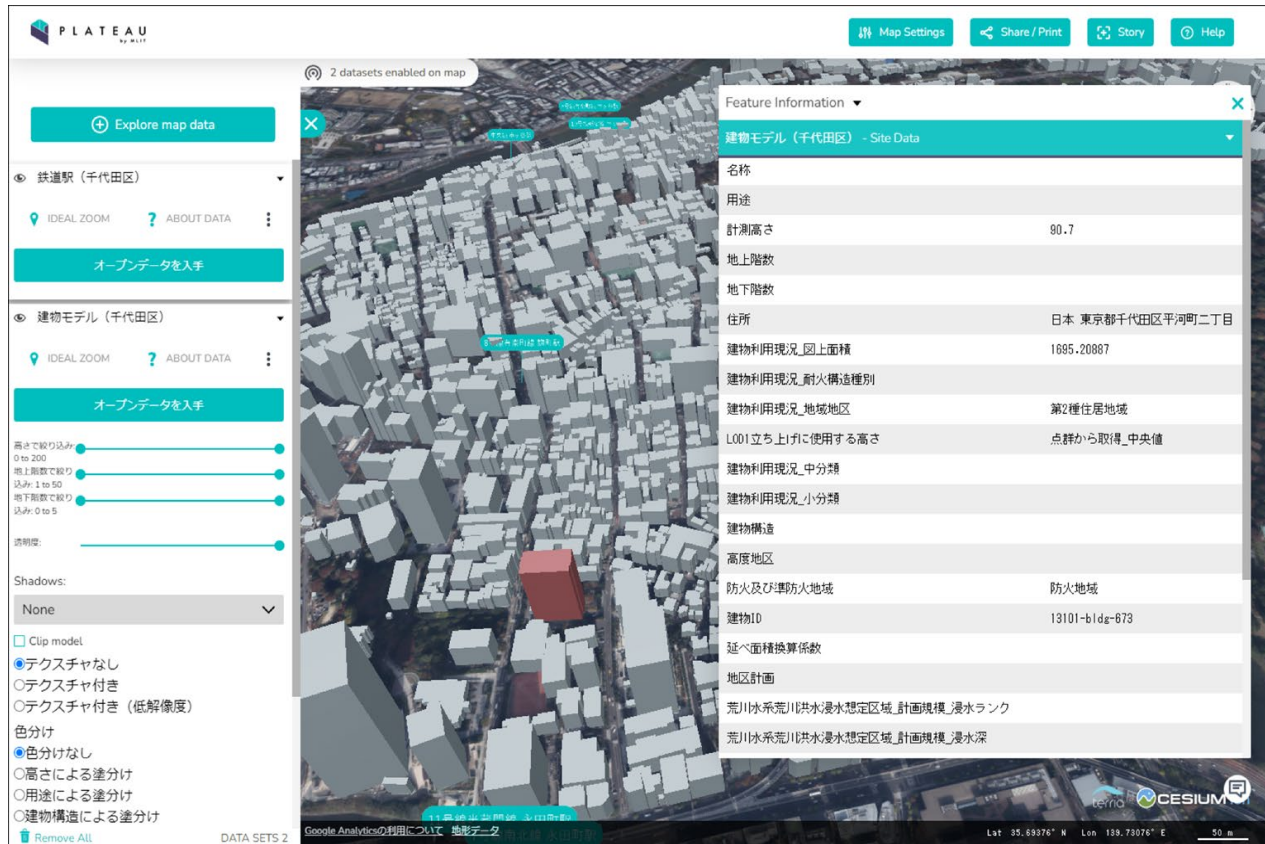 PLATEAU
by MLIT
Map Settings
Share / Print
Story
Help
2 datasets enabled on map
Explore map data
鉄道駅（千代田区）
IDEAL ZOOM
? ABOUT DATA
オープンデータを入手
建物モデル（千代田区）
IDEAL ZOOM
? ABOUT DATA
オープンデータを入手
高さで絞り込み:
0 to 200
地上階数で絞り
込み: 1 to 50
地下階数で絞り
込み: 0 to 5
透明度:
Shadows:
None
Clip model
テクスチャなし
テクスチャ付き
テクスチャ付き（低解像度）
色分け
色分けなし
高さによる塗分け
用途による塗分け
建物構造による塗分け
Remove All
DATA SETS 2
Feature Information
建物モデル（千代田区） - Site Data
名称
用途
計測高さ 90.7
地上階数
地下階数
住所 日本 東京都千代田区平河町二丁目
建物利用現況_図上面積 1695.20887
建物利用現況_耐火構造種別
建物利用現況_地域地区 第2種住居地域
LOD1立ち上げに使用する高さ 点群から取得_中央値
建物利用現況_中分類
建物利用現況_小分類
建物構造
高度地区
防火及び準防火地域 防火地域
建物ID 13101-bldg-673
延べ面積換算係数
地区計画
荒川水系荒川洪水浸水想定区域_計画規模_浸水ランク
荒川水系荒川洪水浸水想定区域_計画規模_浸水深
terria
CESIUM
Google Analyticsの利用について 地形データ
Lat 35.69376° N Lon 139.73076° E
50 m